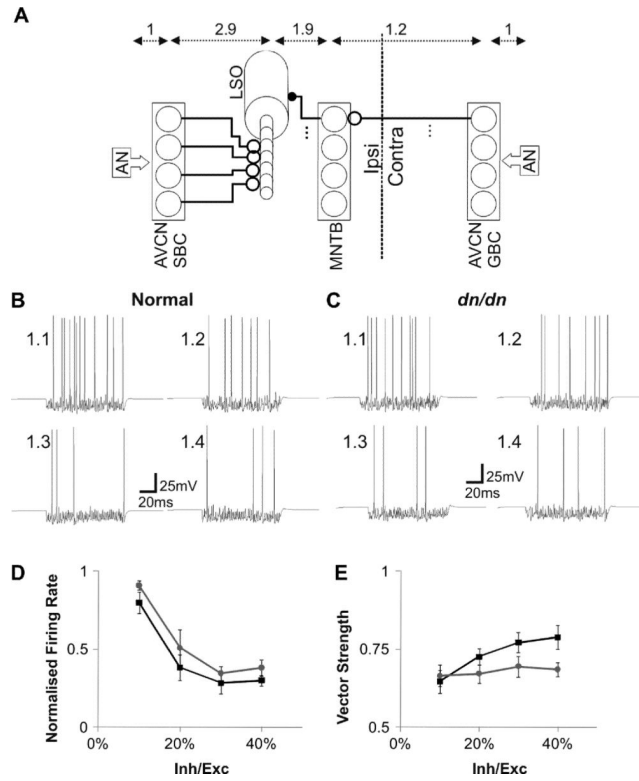 A
1 2.9 1.9 1.2 1
LSO
AN
AVCN
SBC
...
MNTB
Ipsi
Contra
...
AVCN
GBC
AN
B Normal
1.1 1.2
1.3 1.4
25mV
20ms
C dn/dn
1.1 1.2
1.3 1.4
25mV
20ms
D
Normalised Firing Rate
1
0.5
0
0% 20% 40%
Inh/Exc
E
Vector Strength
1
0.75
0.5
0% 20% 40%
Inh/Exc